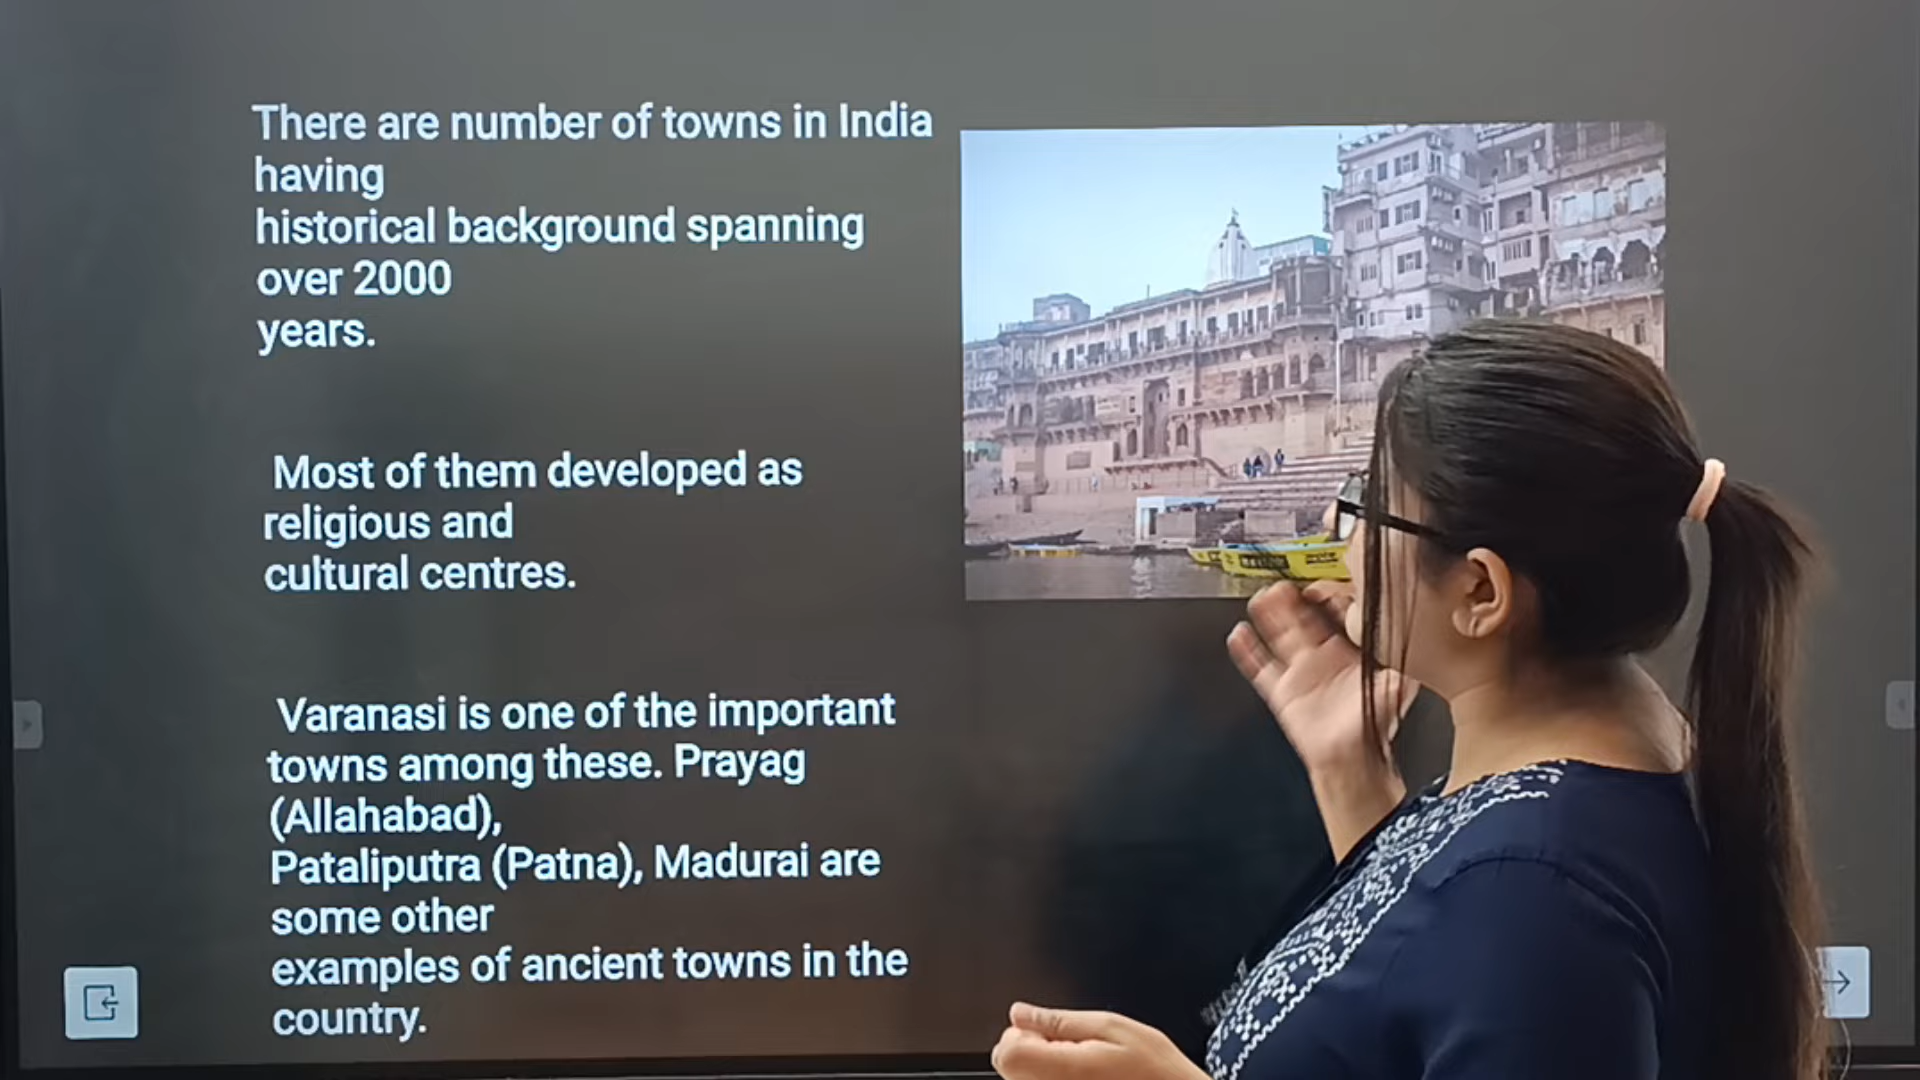 There are number of towns in India
having
historical background spanning
over 2000
years.
Most of them developed as
religious and
cultural centres.
Varanasi is one of the important
towns among these. Prayag
(Allahabad),
Pataliputra (Patna), Madurai are
some other
examples of ancient towns in the
country.